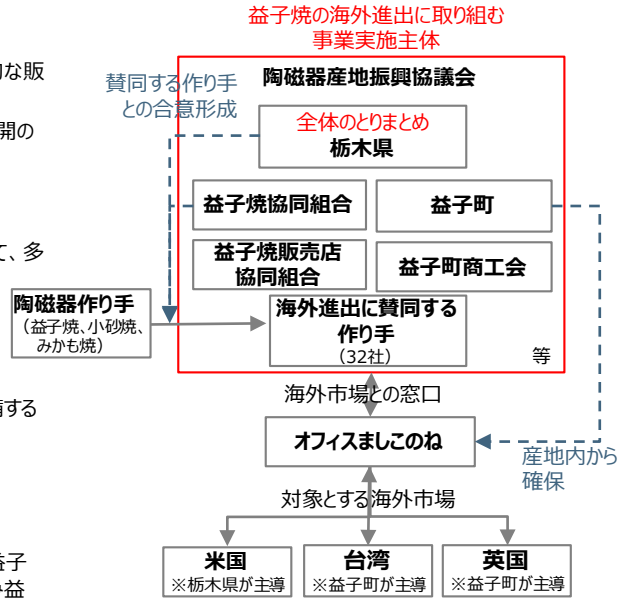 益子焼の海外進出に取り組む
事業実施主体
的な販
開の
て、多
備する
益子
益
陶磁器産地振興協議会
賛同する作り手
との合意形成
全体のとりまとめ
栃木県
益子焼協同組合
益子町
益子焼販売店
協同組合
益子町商工会
陶磁器作り手
（益子焼、小砂焼、
みかも焼）
海外進出に賛同する
作り手
（32社）
等
海外市場との窓口
オフィスましこのね
産地内から
確保
対象とする海外市場
米国
※栃木県が主導
台湾
※益子町が主導
英国
※益子町が主導